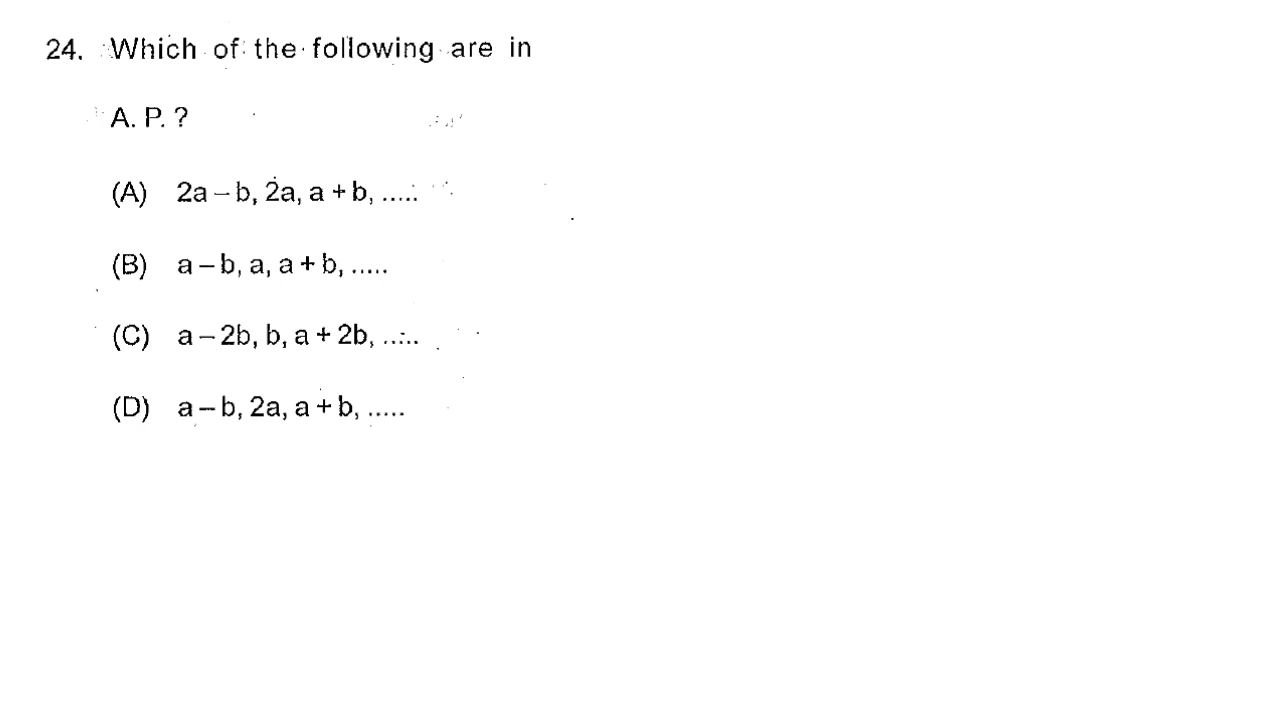 24. Which of the following are in
A. P. ?
(A) 2a – b, 2a, a + b, .....
(B) a – b, a, a + b, .....
(C) a – 2b, b, a + 2b, .....
(D) a – b, 2a, a + b, .....